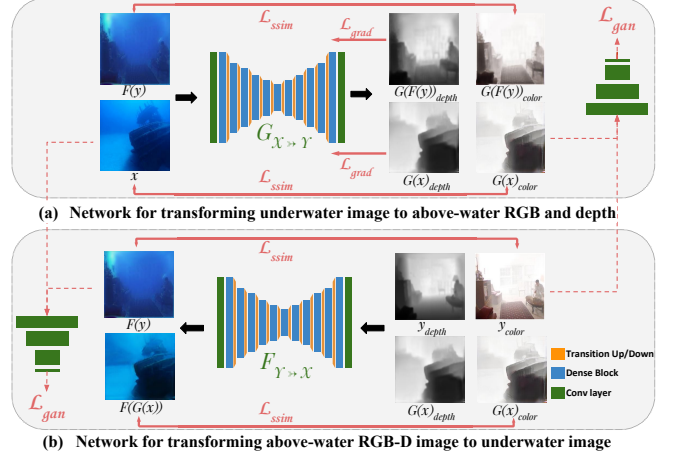 L_ssim
L_grad
L_gan
F(y)
G(F(y))_depth
G(F(y))_color
G_X↣Y
L_grad
x
L_ssim
G(x)_depth
G(x)_color
(a) Network for transforming underwater image to above-water RGB and depth
L_ssim
F(y)
y_depth
y_color
F_Y↣X
Transition Up/Down
Dense Block
Conv layer
L_gan
F(G(x))
L_ssim
G(x)_depth
G(x)_color
(b) Network for transforming above-water RGB-D image to underwater image